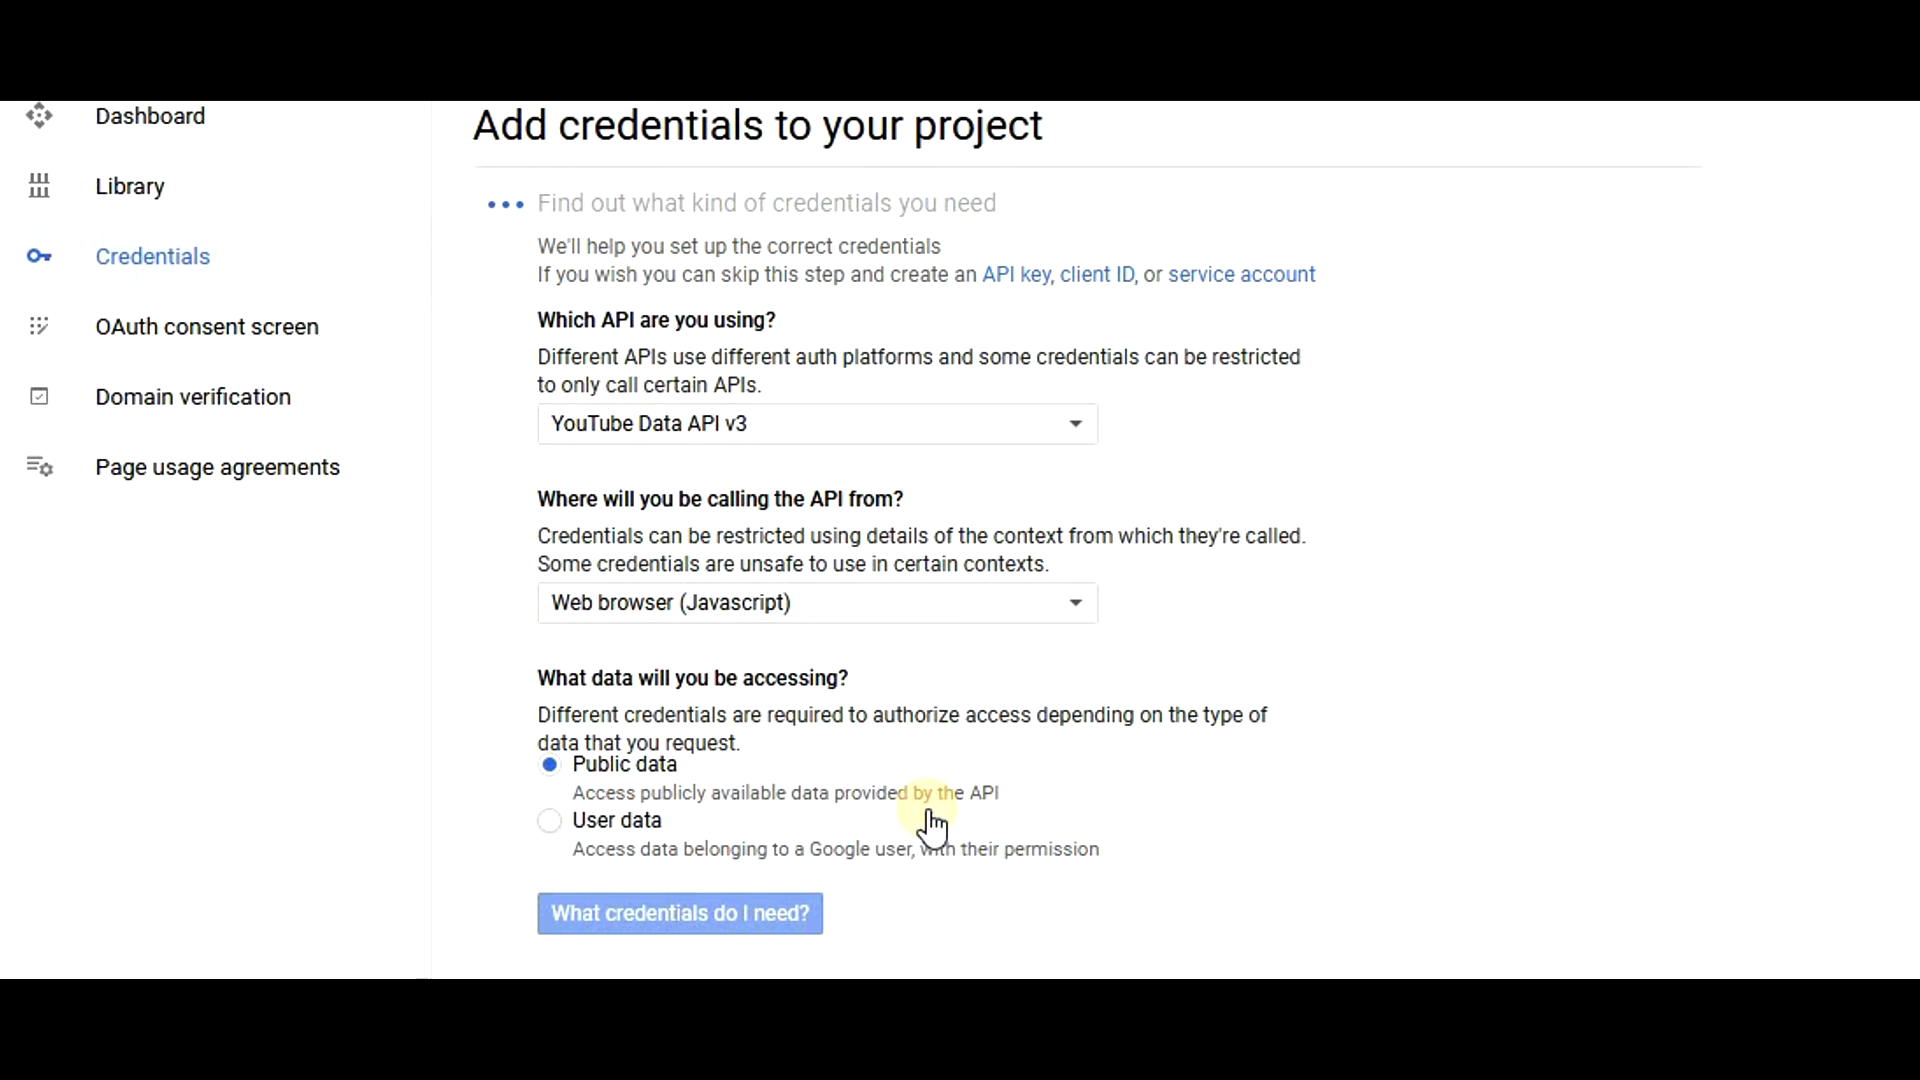 Dashboard
Library
Credentials
OAuth consent screen
Domain verification
Page usage agreements
Add credentials to your project
Find out what kind of credentials you need
We'll help you set up the correct credentials
If you wish you can skip this step and create an API key, client ID, or service account
Which API are you using?
Different APIs use different auth platforms and some credentials can be restricted
to only call certain APIs.
YouTube Data API v3
Where will you be calling the API from?
Credentials can be restricted using details of the context from which they're called.
Some credentials are unsafe to use in certain contexts.
Web browser (Javascript)
What data will you be accessing?
Different credentials are required to authorize access depending on the type of
data that you request.
Public data
Access publicly available data provided by the API
User data
Access data belonging to a Google user, with their permission
What credentials do I need?